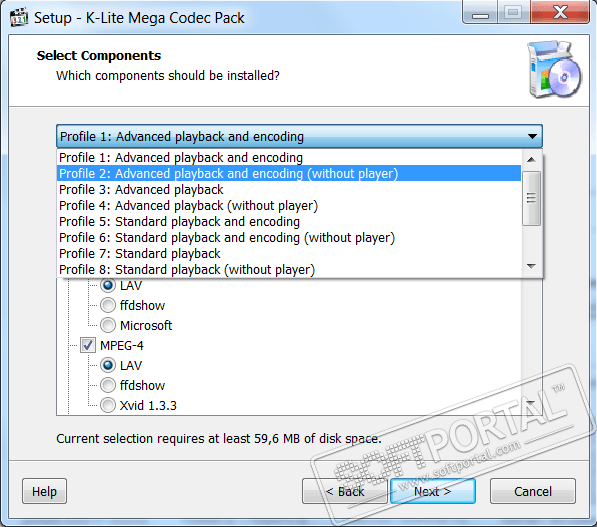 Setup - K-Lite Mega Codec Pack
Select Components
Which components should be installed?
Profile 1: Advanced playback and encoding
Profile 1: Advanced playback and encoding
Profile 2: Advanced playback and encoding (without player)
Profile 3: Advanced playback
Profile 4: Advanced playback (without player)
Profile 5: Standard playback and encoding
Profile 6: Standard playback and encoding (without player)
Profile 7: Standard playback
Profile 8: Standard playback (without player)
LAV
ffdshow
Microsoft
MPEG-4
LAV
ffdshow
Xvid 1.3.3
Current selection requires at least 59,6 MB of disk space.
SOFTPORTAL™
www.softportal.com
Help
< Back
Next >
Cancel